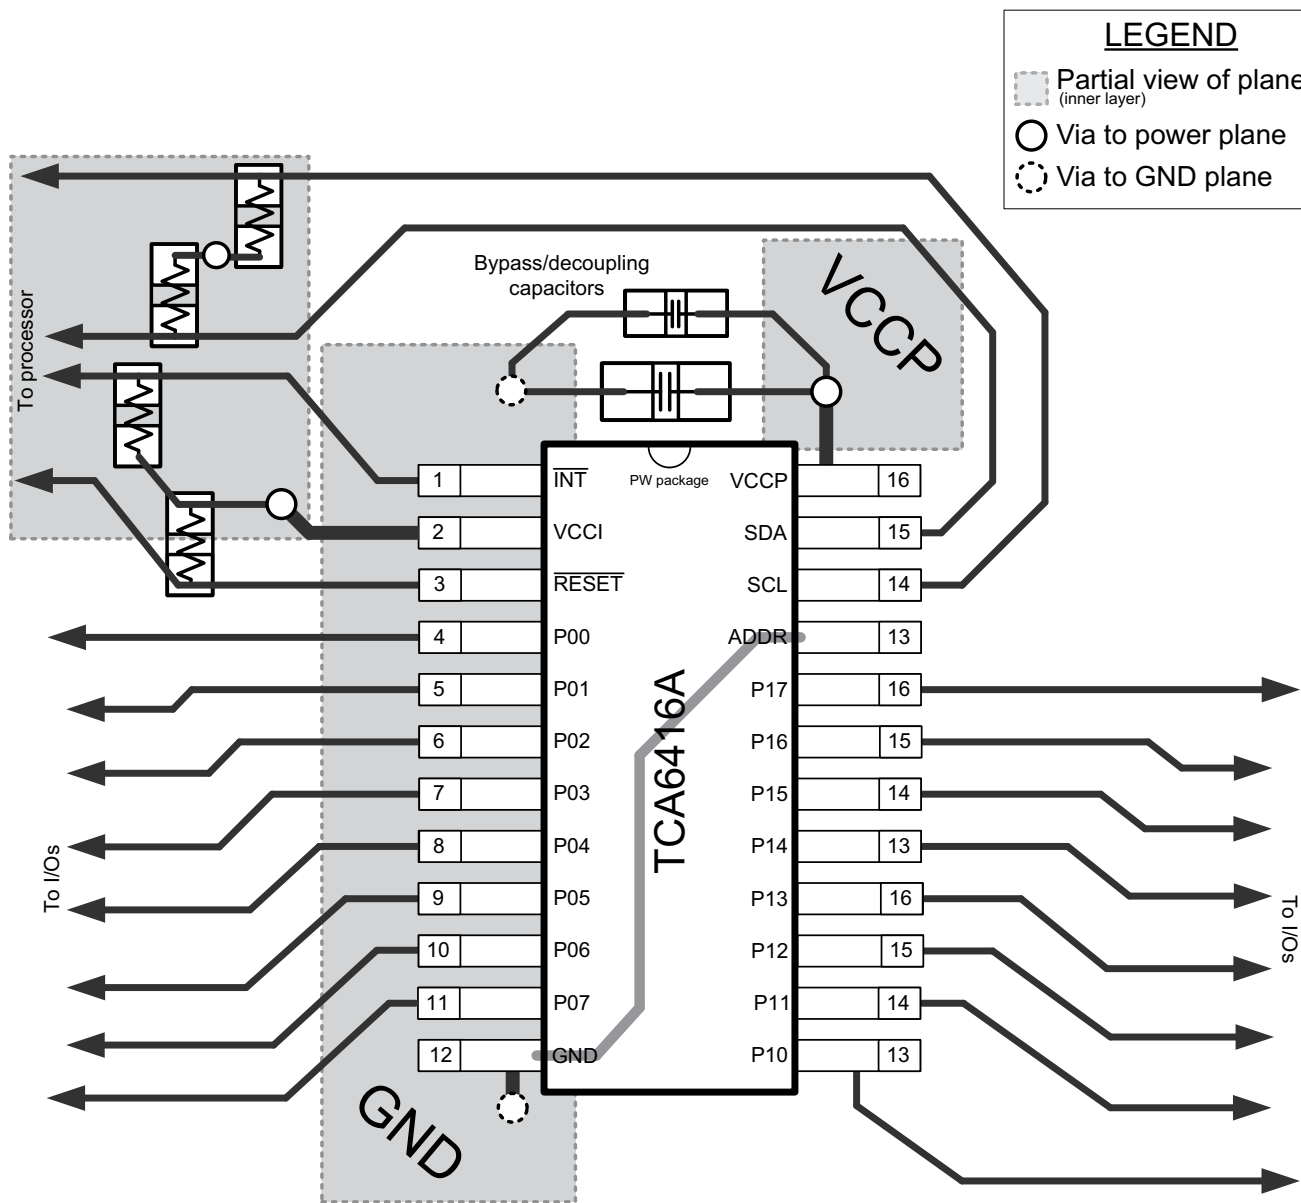 LEGEND
Partial view of plane
(inner layer)
Via to power plane
Via to GND plane
To processor
Bypass/decoupling
capacitors
VCCP
PW package
TCA6416A
1 INT
2 VCCI
3 RESET
4 P00
5 P01
6 P02
7 P03
8 P04
9 P05
10 P06
11 P07
12 GND
VCCP 16
SDA 15
SCL 14
ADDR 13
P17 16
P16 15
P15 14
P14 13
P13 16
P12 15
P11 14
P10 13
To I/Os
To I/Os
GND